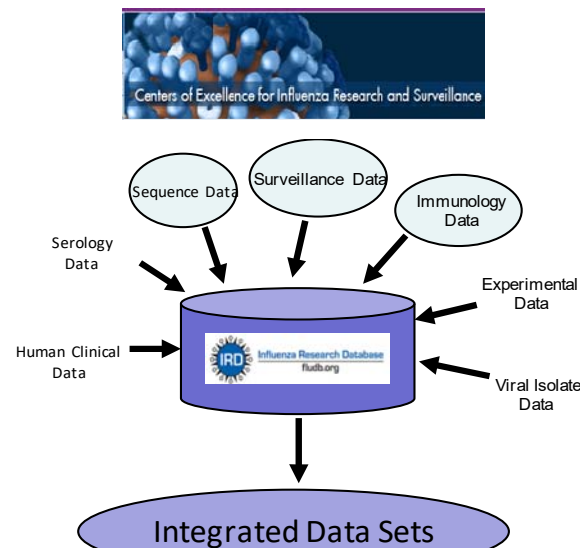 Centers of Excellence for Influenza Research and Surveillance
Sequence Data
Surveillance Data
Immunology
Data
Serology
Data
Experimental
Data
Human Clinical
Data
IRD
Influenza Research Database
fludb.org
Viral Isolate
Data
Integrated Data Sets